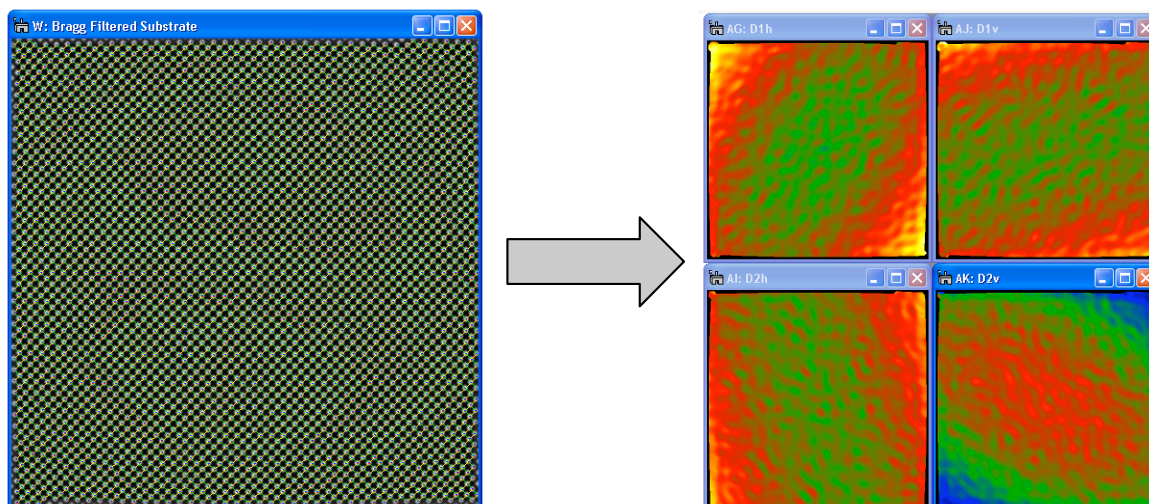 W: Bragg Filtered Substrate
AG: D1h
AJ: D1v
AI: D2h
AK: D2v